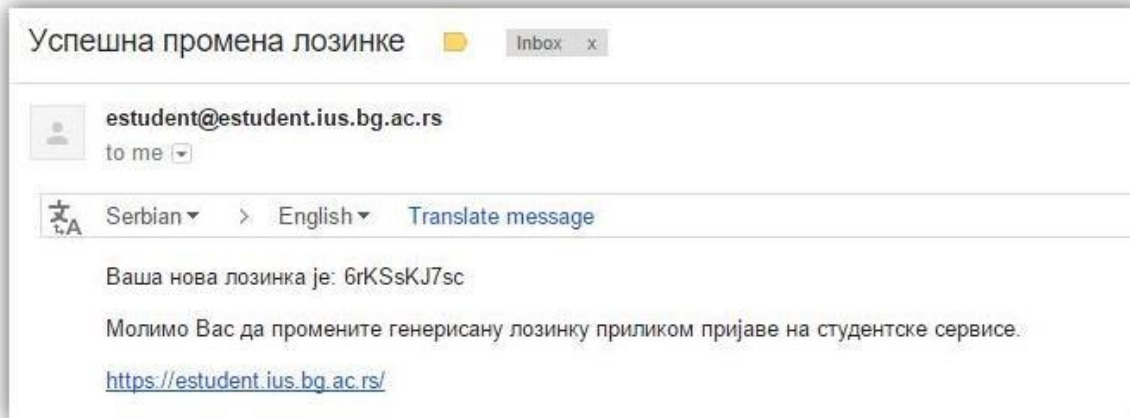 Успешна промена лозинке Inbox x
estudent@estudent.ius.bg.ac.rs
to me
Serbian > English Translate message
Ваша нова лозинка је: 6rKSsKJ7sc
Молимо Вас да промените генерисану лозинку приликом пријаве на студентске сервисе.
https://estudent.ius.bg.ac.rs/